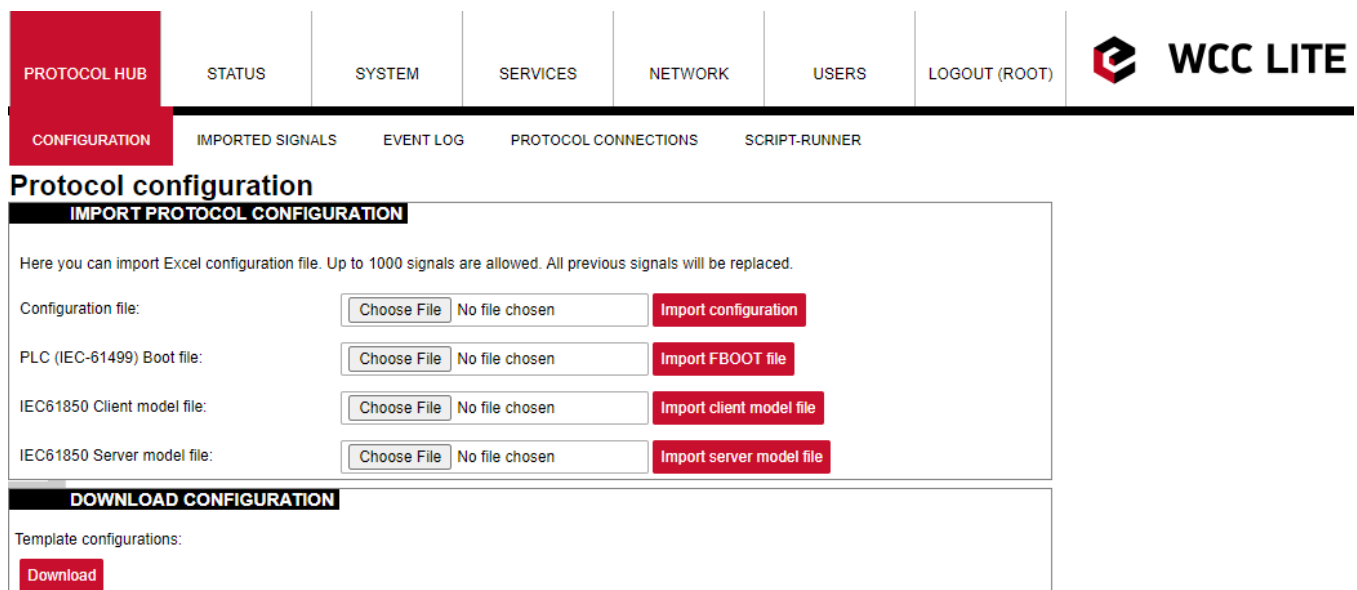 PROTOCOL HUB STATUS SYSTEM SERVICES NETWORK USERS LOGOUT (ROOT) WCC LITE
CONFIGURATION IMPORTED SIGNALS EVENT LOG PROTOCOL CONNECTIONS SCRIPT-RUNNER
Protocol configuration
IMPORT PROTOCOL CONFIGURATION
Here you can import Excel configuration file. Up to 1000 signals are allowed. All previous signals will be replaced.
Configuration file: Choose File No file chosen Import configuration
PLC (IEC-61499) Boot file: Choose File No file chosen Import FBOOT file
IEC61850 Client model file: Choose File No file chosen Import client model file
IEC61850 Server model file: Choose File No file chosen Import server model file
DOWNLOAD CONFIGURATION
Template configurations:
Download